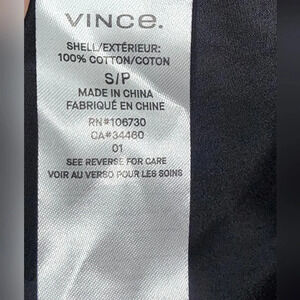 VINCE.
SHELL/EXTÉRIEUR:
100% COTTON/COTON
S/P
MADE IN CHINA
FABRIQUÉ EN CHINE
RN#106730
CA#34460
01
SEE REVERSE FOR CARE
VOIR AU VERSO POUR LES SOINS